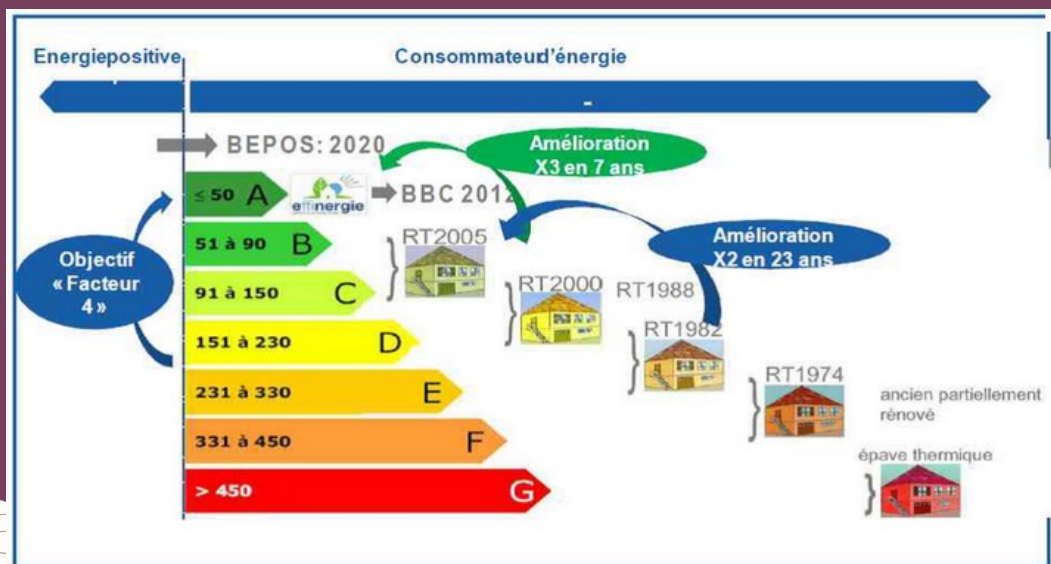 Energiepositive
Consommateurd'énergie
-
BEPOS: 2020
Amélioration
X3 en 7 ans
≤ 50 A
effinergie
BBC 2012
51 à 90 B
RT2005
Amélioration
X2 en 23 ans
Objectif
« Facteur
4 »
91 à 150 C
RT2000
RT1988
151 à 230 D
RT1982
231 à 330 E
RT1974
ancien partiellement
rénové
331 à 450 F
épave thermique
> 450 G